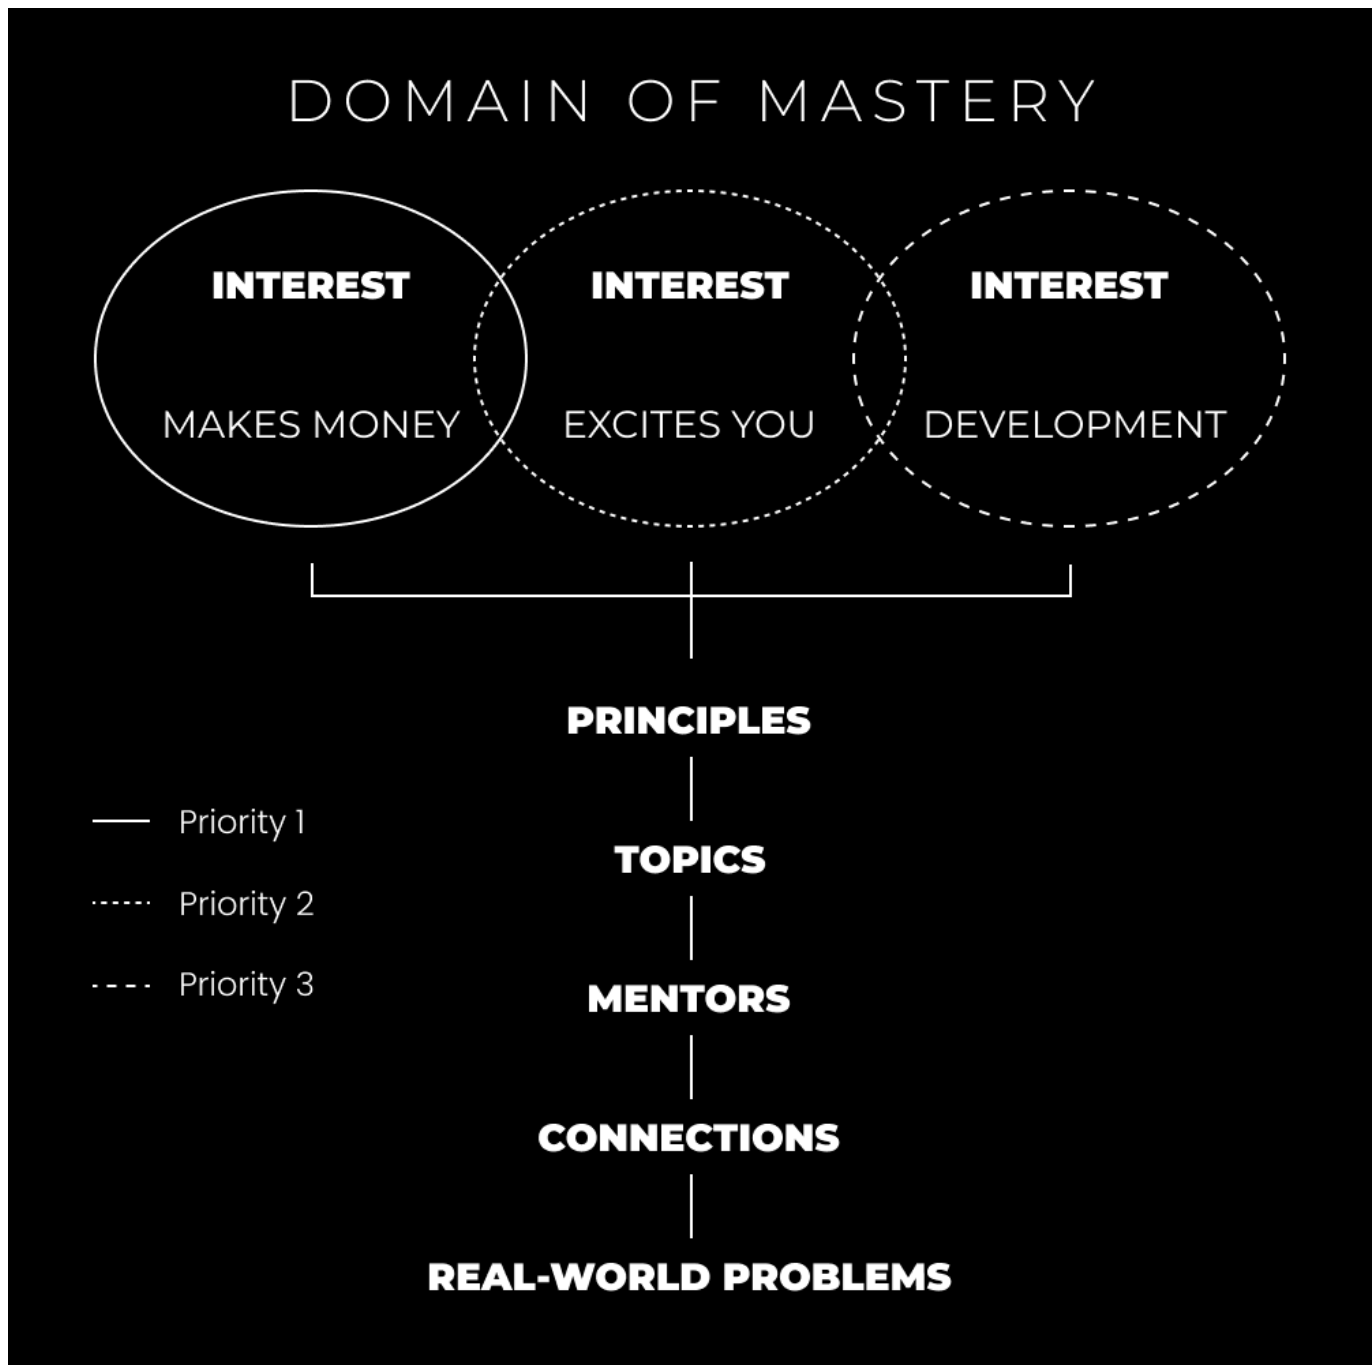 DOMAIN OF MASTERY
INTEREST
MAKES MONEY
INTEREST
EXCITES YOU
INTEREST
DEVELOPMENT
PRINCIPLES
TOPICS
MENTORS
CONNECTIONS
REAL-WORLD PROBLEMS
Priority 1
Priority 2
Priority 3